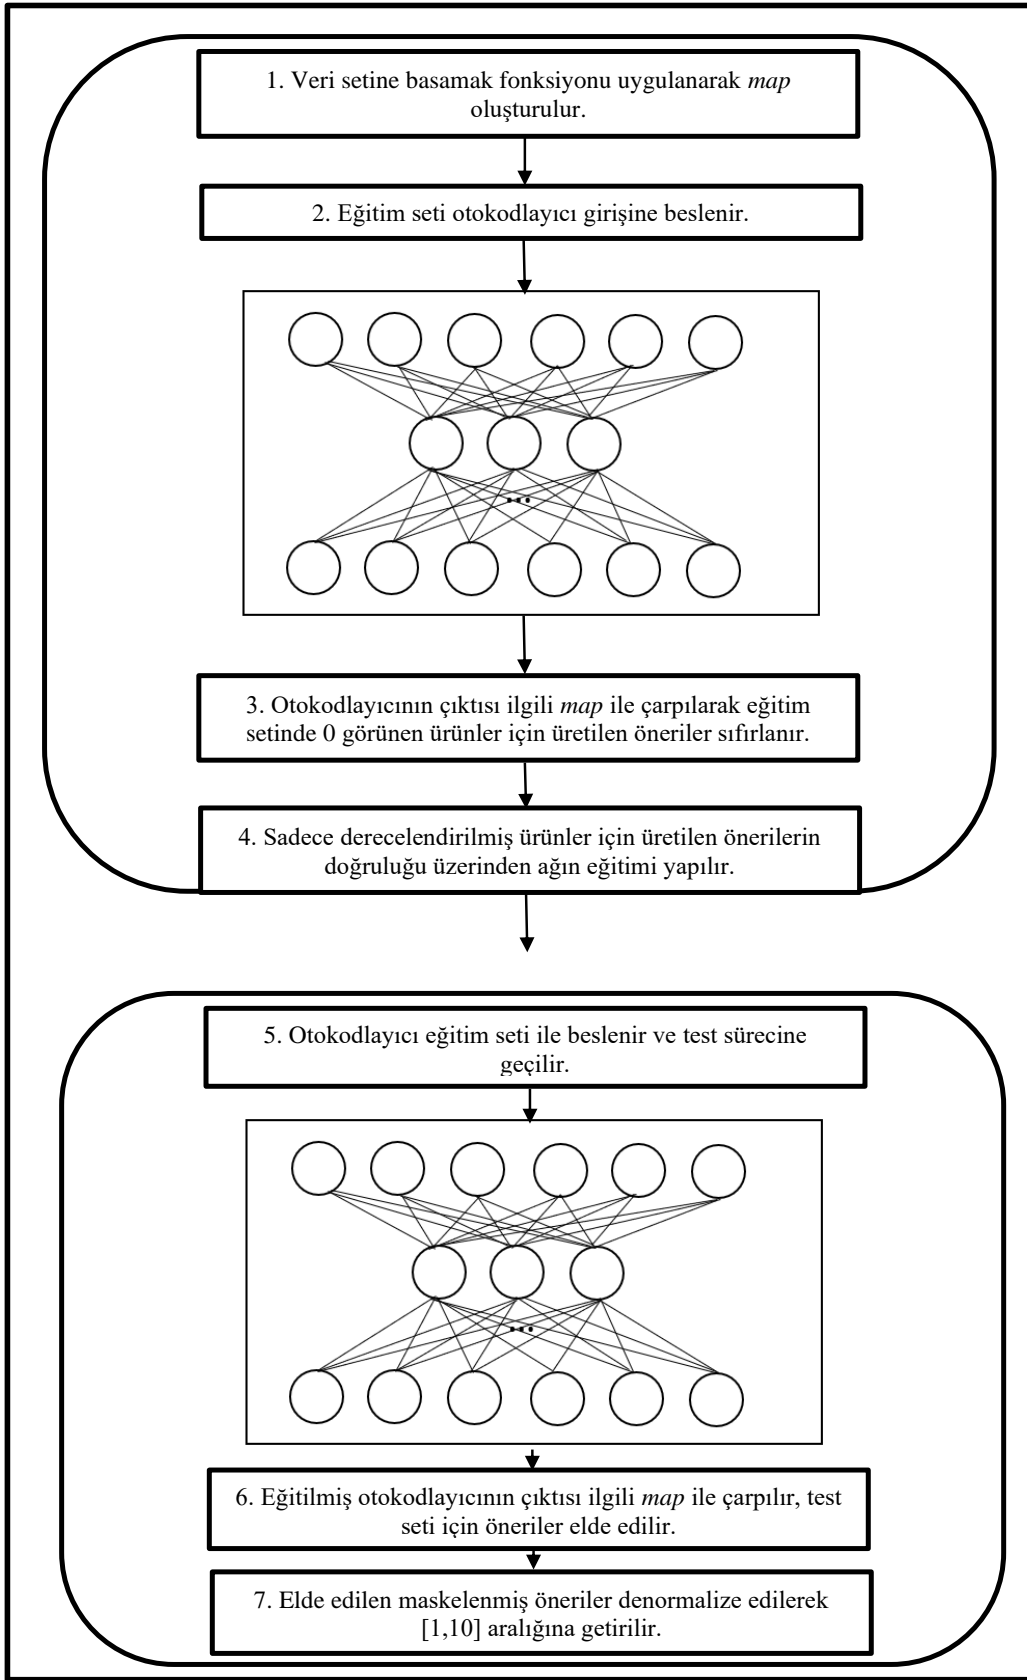 1. Veri setine basamak fonksiyonu uygulanarak map
oluşturulur.
2. Eğitim seti otokodlayıcı girişine beslenir.
...
3. Otokodlayıcının çıktısı ilgili map ile çarpılarak eğitim
setinde 0 görünen ürünler için üretilen öneriler sıfırlanır.
4. Sadece derecelendirilmiş ürünler için üretilen önerilerin
doğruluğu üzerinden ağın eğitimi yapılır.
5. Otokodlayıcı eğitim seti ile beslenir ve test sürecine
geçilir.
...
6. Eğitilmiş otokodlayıcının çıktısı ilgili map ile çarpılır, test
seti için öneriler elde edilir.
7. Elde edilen maskelenmiş öneriler denormalize edilerek
[1,10] aralığına getirilir.